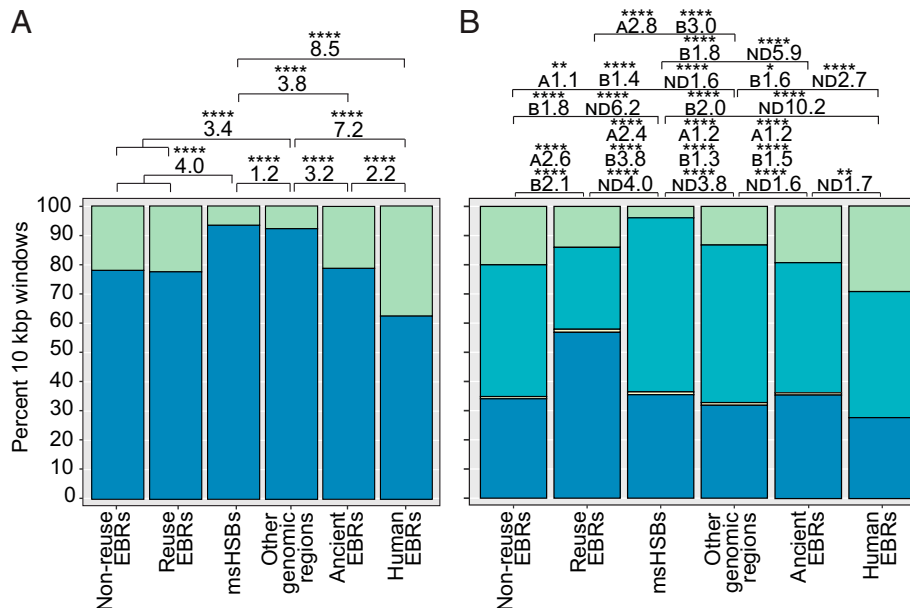 A
****
8.5
****
3.8
****
3.4
****
7.2
****
4.0
****
1.2
****
3.2
****
2.2
Percent 10 kbp windows
100
90
80
70
60
50
40
30
20
10
0
Non-reuse
EBRs
Reuse
EBRs
msHSBs
Other
genomic
regions
Ancient
EBRs
Human
EBRs
B
**** ****
A2.8 B3.0
**** ****
B1.8 ND5.9
** **** **** * ****
A1.1 B1.4 ND1.6 B1.6 ND2.7
**** **** **** ****
B1.8 ND6.2 B2.0 ND10.2
**** **** ****
A2.4 A1.2 A1.2
**** **** **** ****
A2.6 B3.8 B1.3 B1.5
**** **** **** **** **
B2.1 ND4.0 ND3.8 ND1.6 ND1.7
Non-reuse
EBRs
Reuse
EBRs
msHSBs
Other
genomic
regions
Ancient
EBRs
Human
EBRs